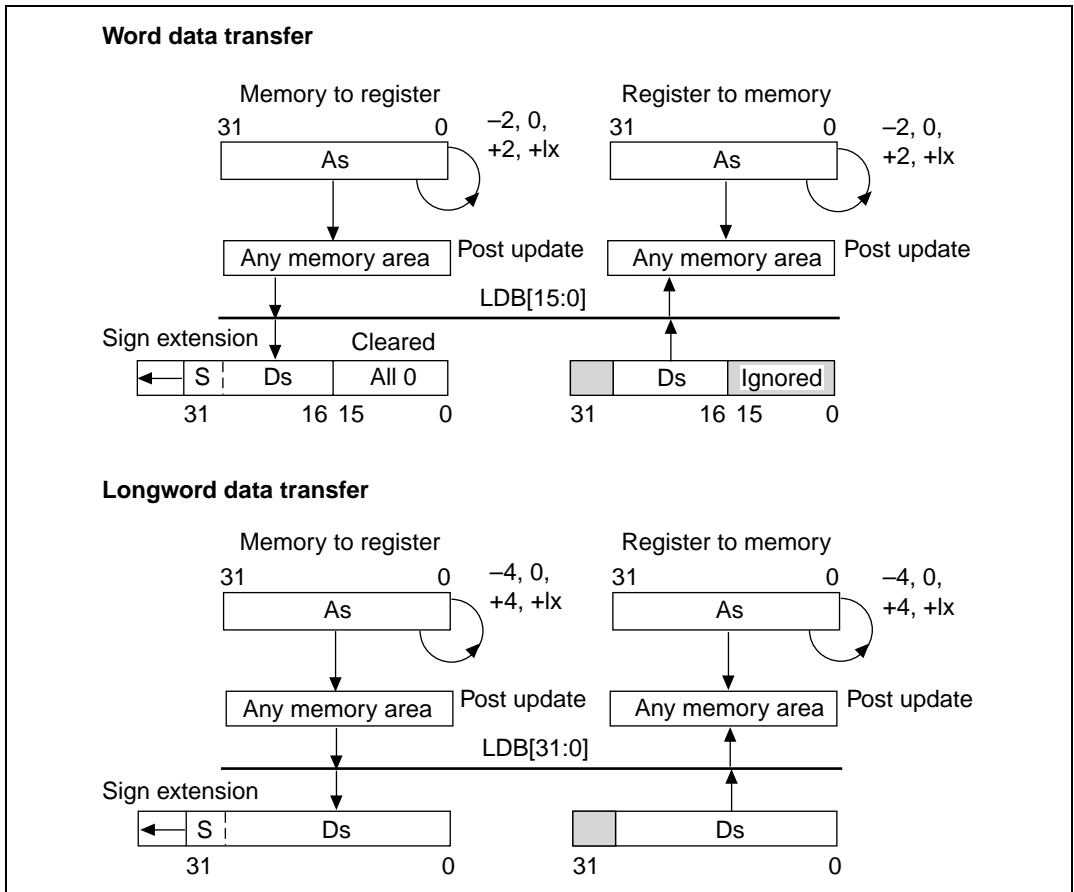 Word data transfer
Memory to register
Register to memory
31 0 –2, 0,
+2, +Ix
31 0 –2, 0,
+2, +Ix
As
As
Any memory area Post update
Any memory area Post update
LDB[15:0]
Sign extension Cleared
S Ds All 0
Ds Ignored
31 16 15 0
31 16 15 0
Longword data transfer
Memory to register
Register to memory
31 0 –4, 0,
+4, +Ix
31 0 –4, 0,
+4, +Ix
As
As
Any memory area Post update
Any memory area Post update
LDB[31:0]
Sign extension
S Ds
Ds
31 0
31 0